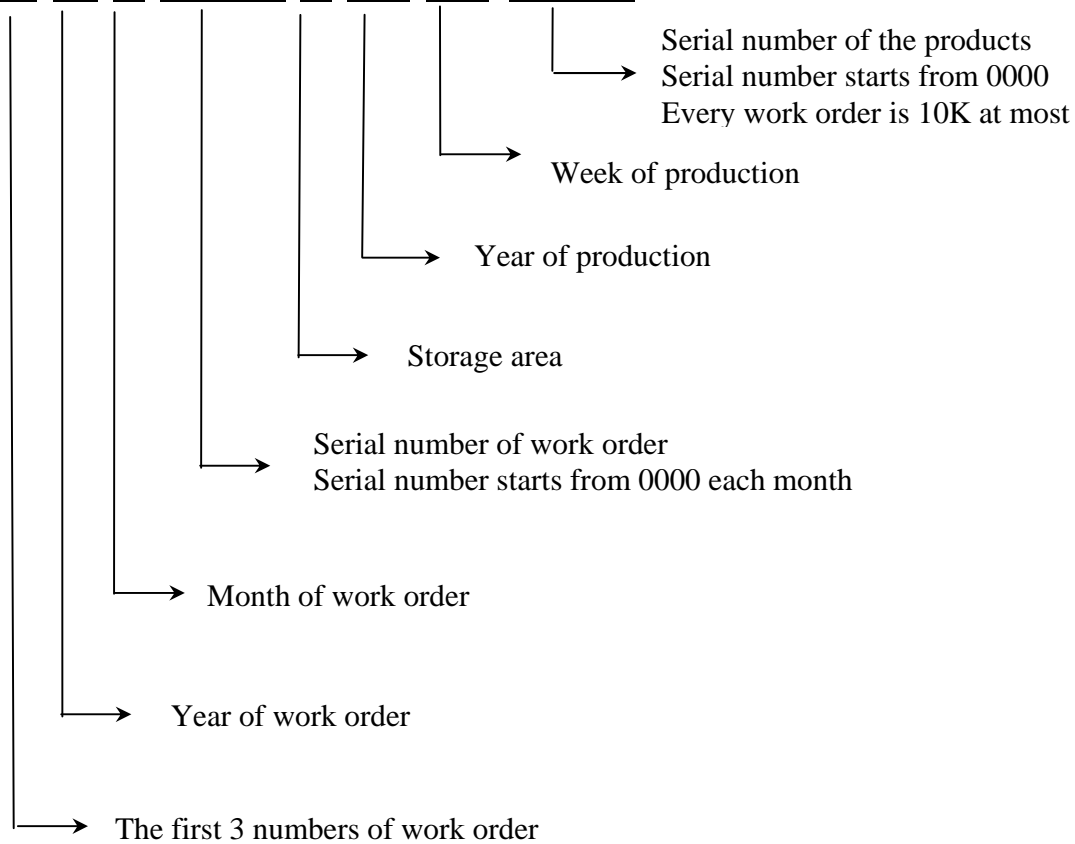 Serial number of the products
Serial number starts from 0000
Every work order is 10K at most
Week of production
Year of production
Storage area
Serial number of work order
Serial number starts from 0000 each month
Month of work order
Year of work order
The first 3 numbers of work order